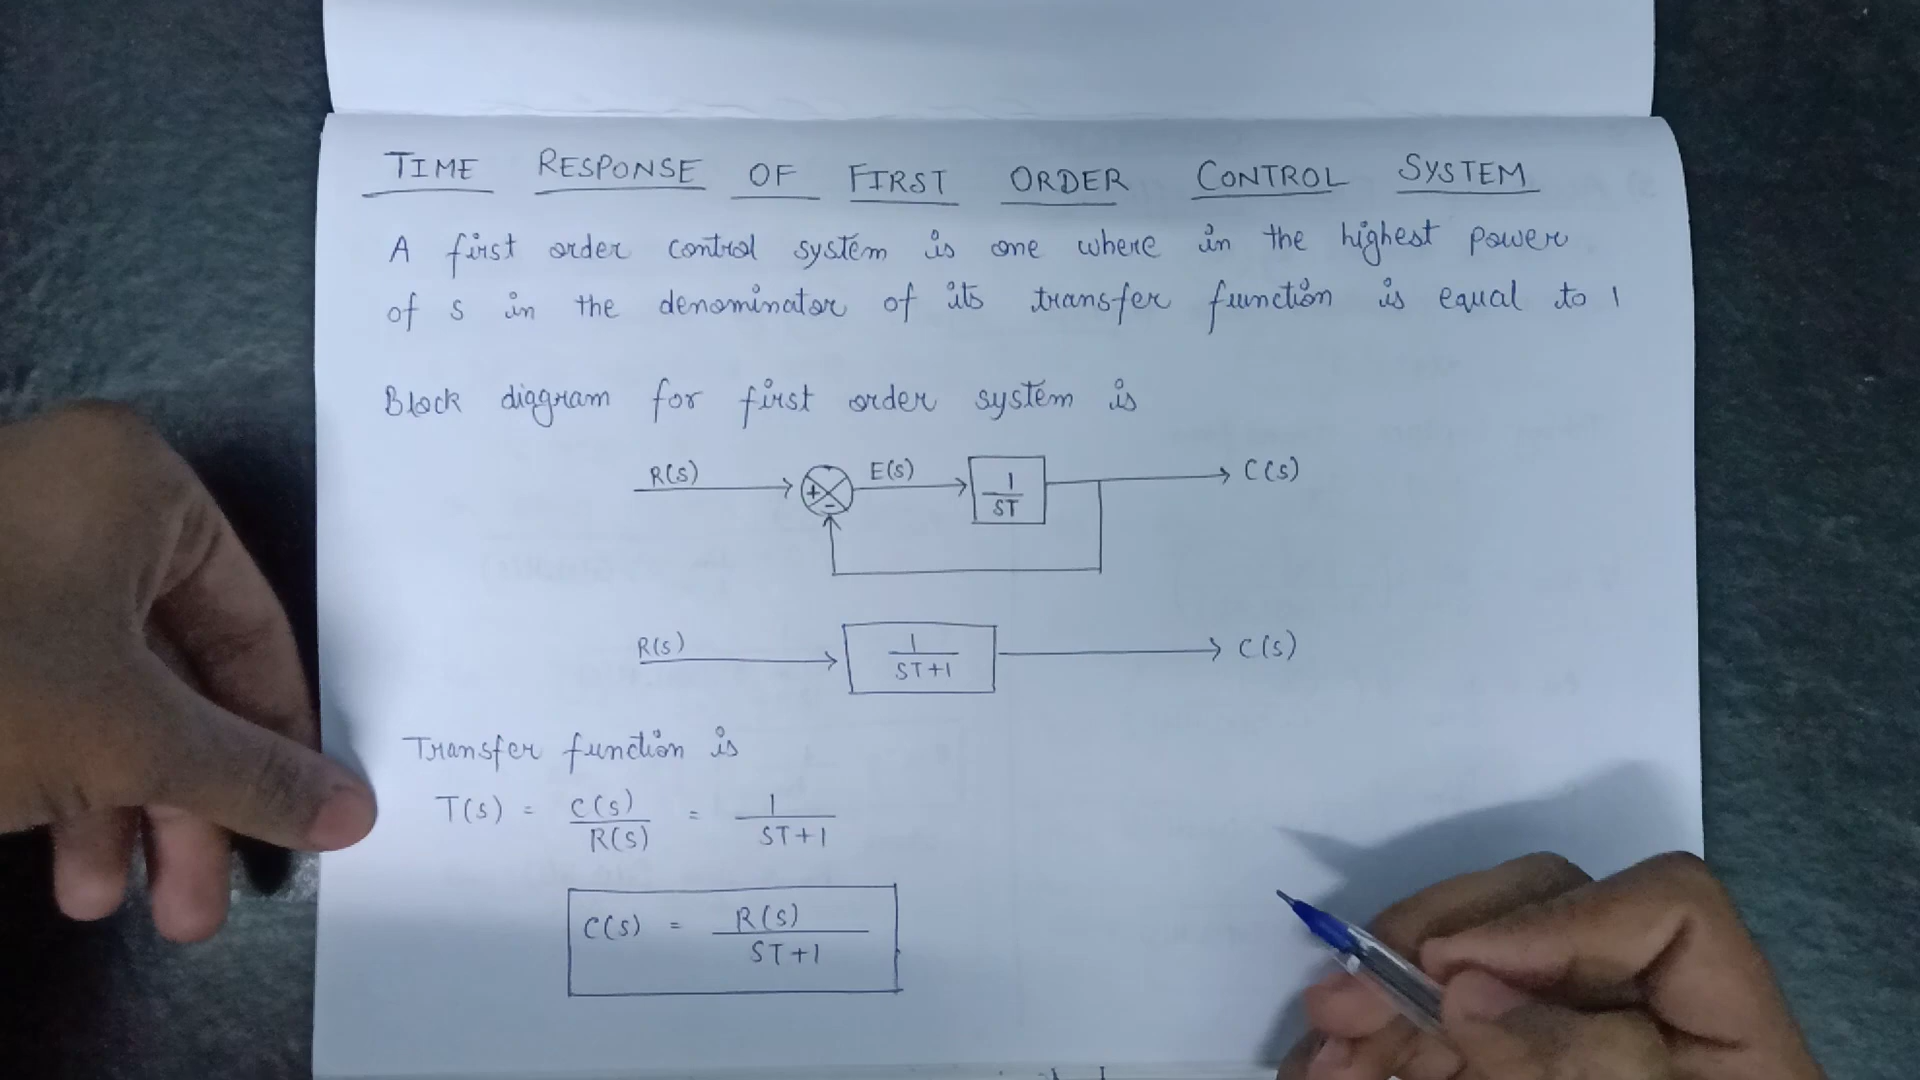 TIME RESPONSE OF FIRST ORDER CONTROL SYSTEM
A first order control system is one where in the highest power
of s in the denominator of its transfer function is equal to 1
Block diagram for first order system is
R(S) + - E(S) 1/ST C(S)
R(S) 1/ST+1 C(S)
Transfer function is
T(S) = C(S)/R(S) = 1/ST+1
C(S) = R(S)/ST+1